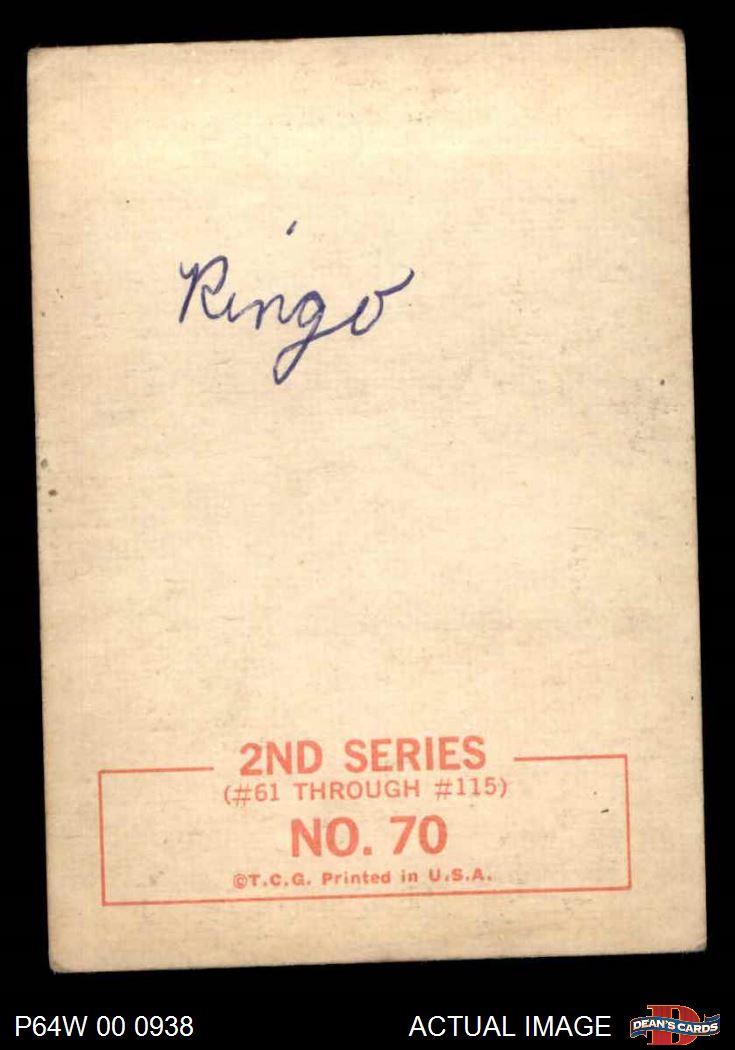 Ringo
2ND SERIES
(#61 THROUGH #115)
NO. 70
©T.C.G. Printed in U.S.A.
P64W 00 0938
ACTUAL IMAGE
DEAN'S CARDS